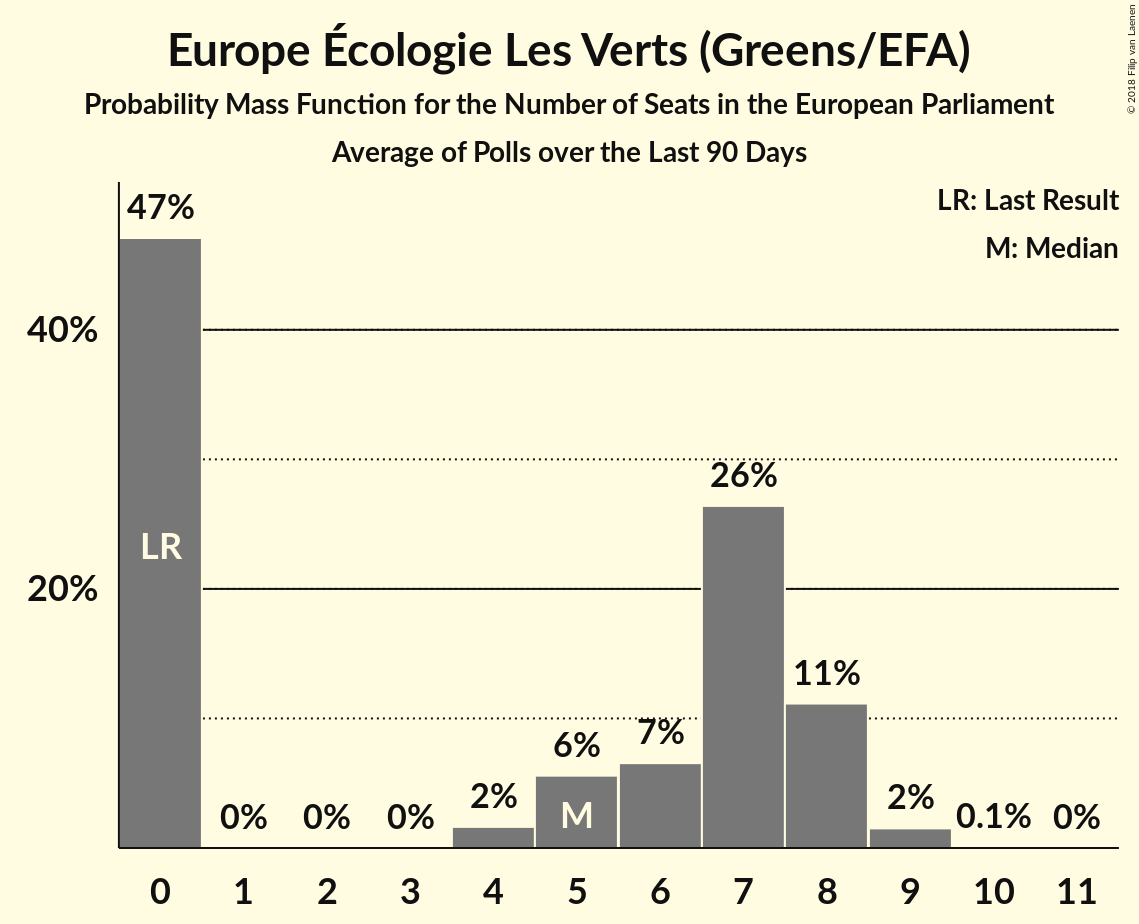 Europe Écologie Les Verts (Greens/EFA)
Probability Mass Function for the Number of Seats in the European Parliament
Average of Polls over the Last 90 Days
© 2018 Filip van Laenen
LR: Last Result
M: Median
47%
40%
26%
LR
20%
11%
7%
6%
2%
2%
0%
0%
0%
0.1%
0%
M
0 1 2 3 4 5 6 7 8 9 10 11